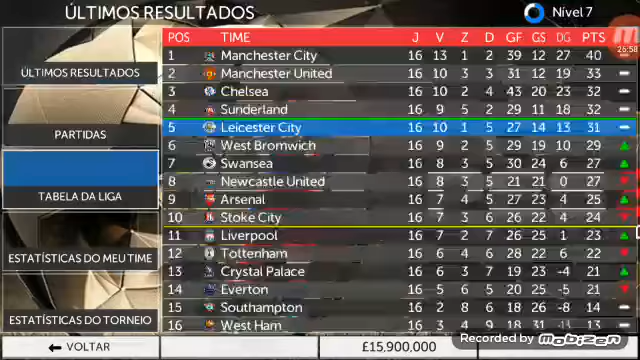 ÚLTIMOS RESULTADOS
Nível 7
26:58
ÚLTIMOS RESULTADOS
PARTIDAS
TABELA DA LIGA
ESTATÍSTICAS DO MEU TIME
ESTATÍSTICAS DO TORNEIO
POS TIME J V Z D GF GS DG PTS
1 Manchester City 16 13 1 2 39 12 27 40
2 Manchester United 16 10 3 3 31 12 19 33
3 Chelsea 16 10 2 4 43 20 23 32
4 Sunderland 16 9 5 2 29 11 18 32
5 Leicester City 16 10 1 5 27 14 13 31
6 West Bromwich 16 9 2 5 29 19 10 29
7 Swansea 16 8 3 5 30 24 6 27
8 Newcastle United 16 8 3 5 21 21 0 27
9 Arsenal 16 7 4 5 27 23 4 25
10 Stoke City 16 7 3 6 26 22 4 24
11 Liverpool 16 7 2 7 26 25 1 23
12 Tottenham 16 6 4 6 28 22 6 22
13 Crystal Palace 16 6 3 7 19 23 -4 21
14 Everton 16 5 6 5 20 25 -5 21
15 Southampton 16 2 8 6 18 26 -8 14
16 West Ham 16 3 4 9 18 31 13
Recorded by mobizen
VOLTAR
£15,900,000